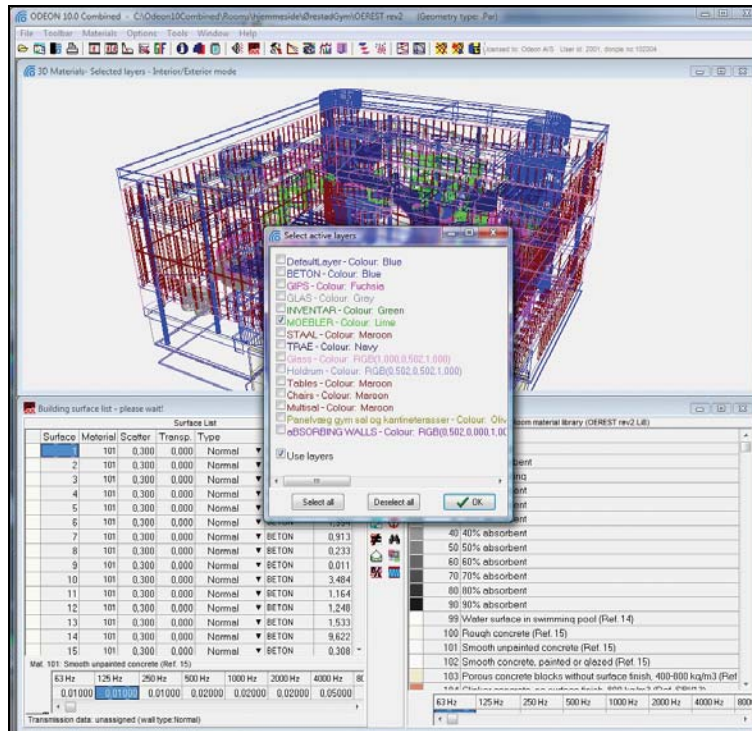 ODEON 10.0 Combined - C:\Odeon10Combined\Rooms\hjemmeside\ØrestadGym\OEREST rev2 (Geometry type: .Par)
File Toolbar Materials Options Tools Window Help
Licensed to: Odeon A/S User id: 2001, dongle no 102304
3D Materials- Selected layers - Interior/Exterior mode
Select active layers
DefaultLayer - Colour: Blue
BETON - Colour: Blue
GIPS - Colour: Fuchsia
GLAS - Colour: Gray
INVENTAR - Colour: Green
MOEBLER - Colour: Lime
STAAL - Colour: Maroon
TRAE - Colour: Navy
Glass - Colour: RGB(1,000,0,502,1,000)
Holdrum - Colour: RGB(0,502,0,502,1,000)
Tables - Colour: Maroon
Chairs - Colour: Maroon
Multisal - Colour: Maroon
Panelvæg gym sal og kantineterasser - Colour: Oliv
aBSORBING WALLS - Colour: RGB(0,502,0,000,1,00
Use layers
Select all Deselect all OK
Building surface list - please wait!
Surface List
Surface Material Scatter Transp. Type
1 101 0,300 0,000 Normal
2 101 0,300 0,000 Normal
3 101 0,300 0,000 Normal
4 101 0,300 0,000 Normal
5 101 0,300 0,000 Normal
6 101 0,300 0,000 Normal BETON
7 101 0,300 0,000 Normal BETON 0,913
8 101 0,300 0,000 Normal BETON 0,233
9 101 0,300 0,000 Normal BETON 0,011
10 101 0,300 0,000 Normal BETON 3,484
11 101 0,300 0,000 Normal BETON 1,164
12 101 0,300 0,000 Normal BETON 1,248
13 101 0,300 0,000 Normal BETON 1,533
14 101 0,300 0,000 Normal BETON 9,622
15 101 0,300 0,000 Normal BETON 0,308
Mat. 101: Smooth unpainted concrete (Ref. 15)
63 Hz 125 Hz 250 Hz 500 Hz 1000 Hz 2000 Hz 4000 Hz
0.01000 0.01000 0.01000 0.02000 0.02000 0.02000 0.05000
Transmission data: unassigned (wall type:Normal)
oom material library (OEREST rev2.Li8)
40 40% absorbent
50 50% absorbent
60 60% absorbent
70 70% absorbent
80 80% absorbent
90 90% absorbent
99 Water surface in swimming pool (Ref. 14)
100 Rough concrete (Ref. 15)
101 Smooth unpainted concrete (Ref. 15)
102 Smooth concrete, painted or glazed (Ref. 15)
103 Porous concrete blocks without surface finish, 400-800 kg/m3 (Ref
63 Hz 125 Hz 250 Hz 500 Hz 1000 Hz 2000 Hz 4000 Hz 800